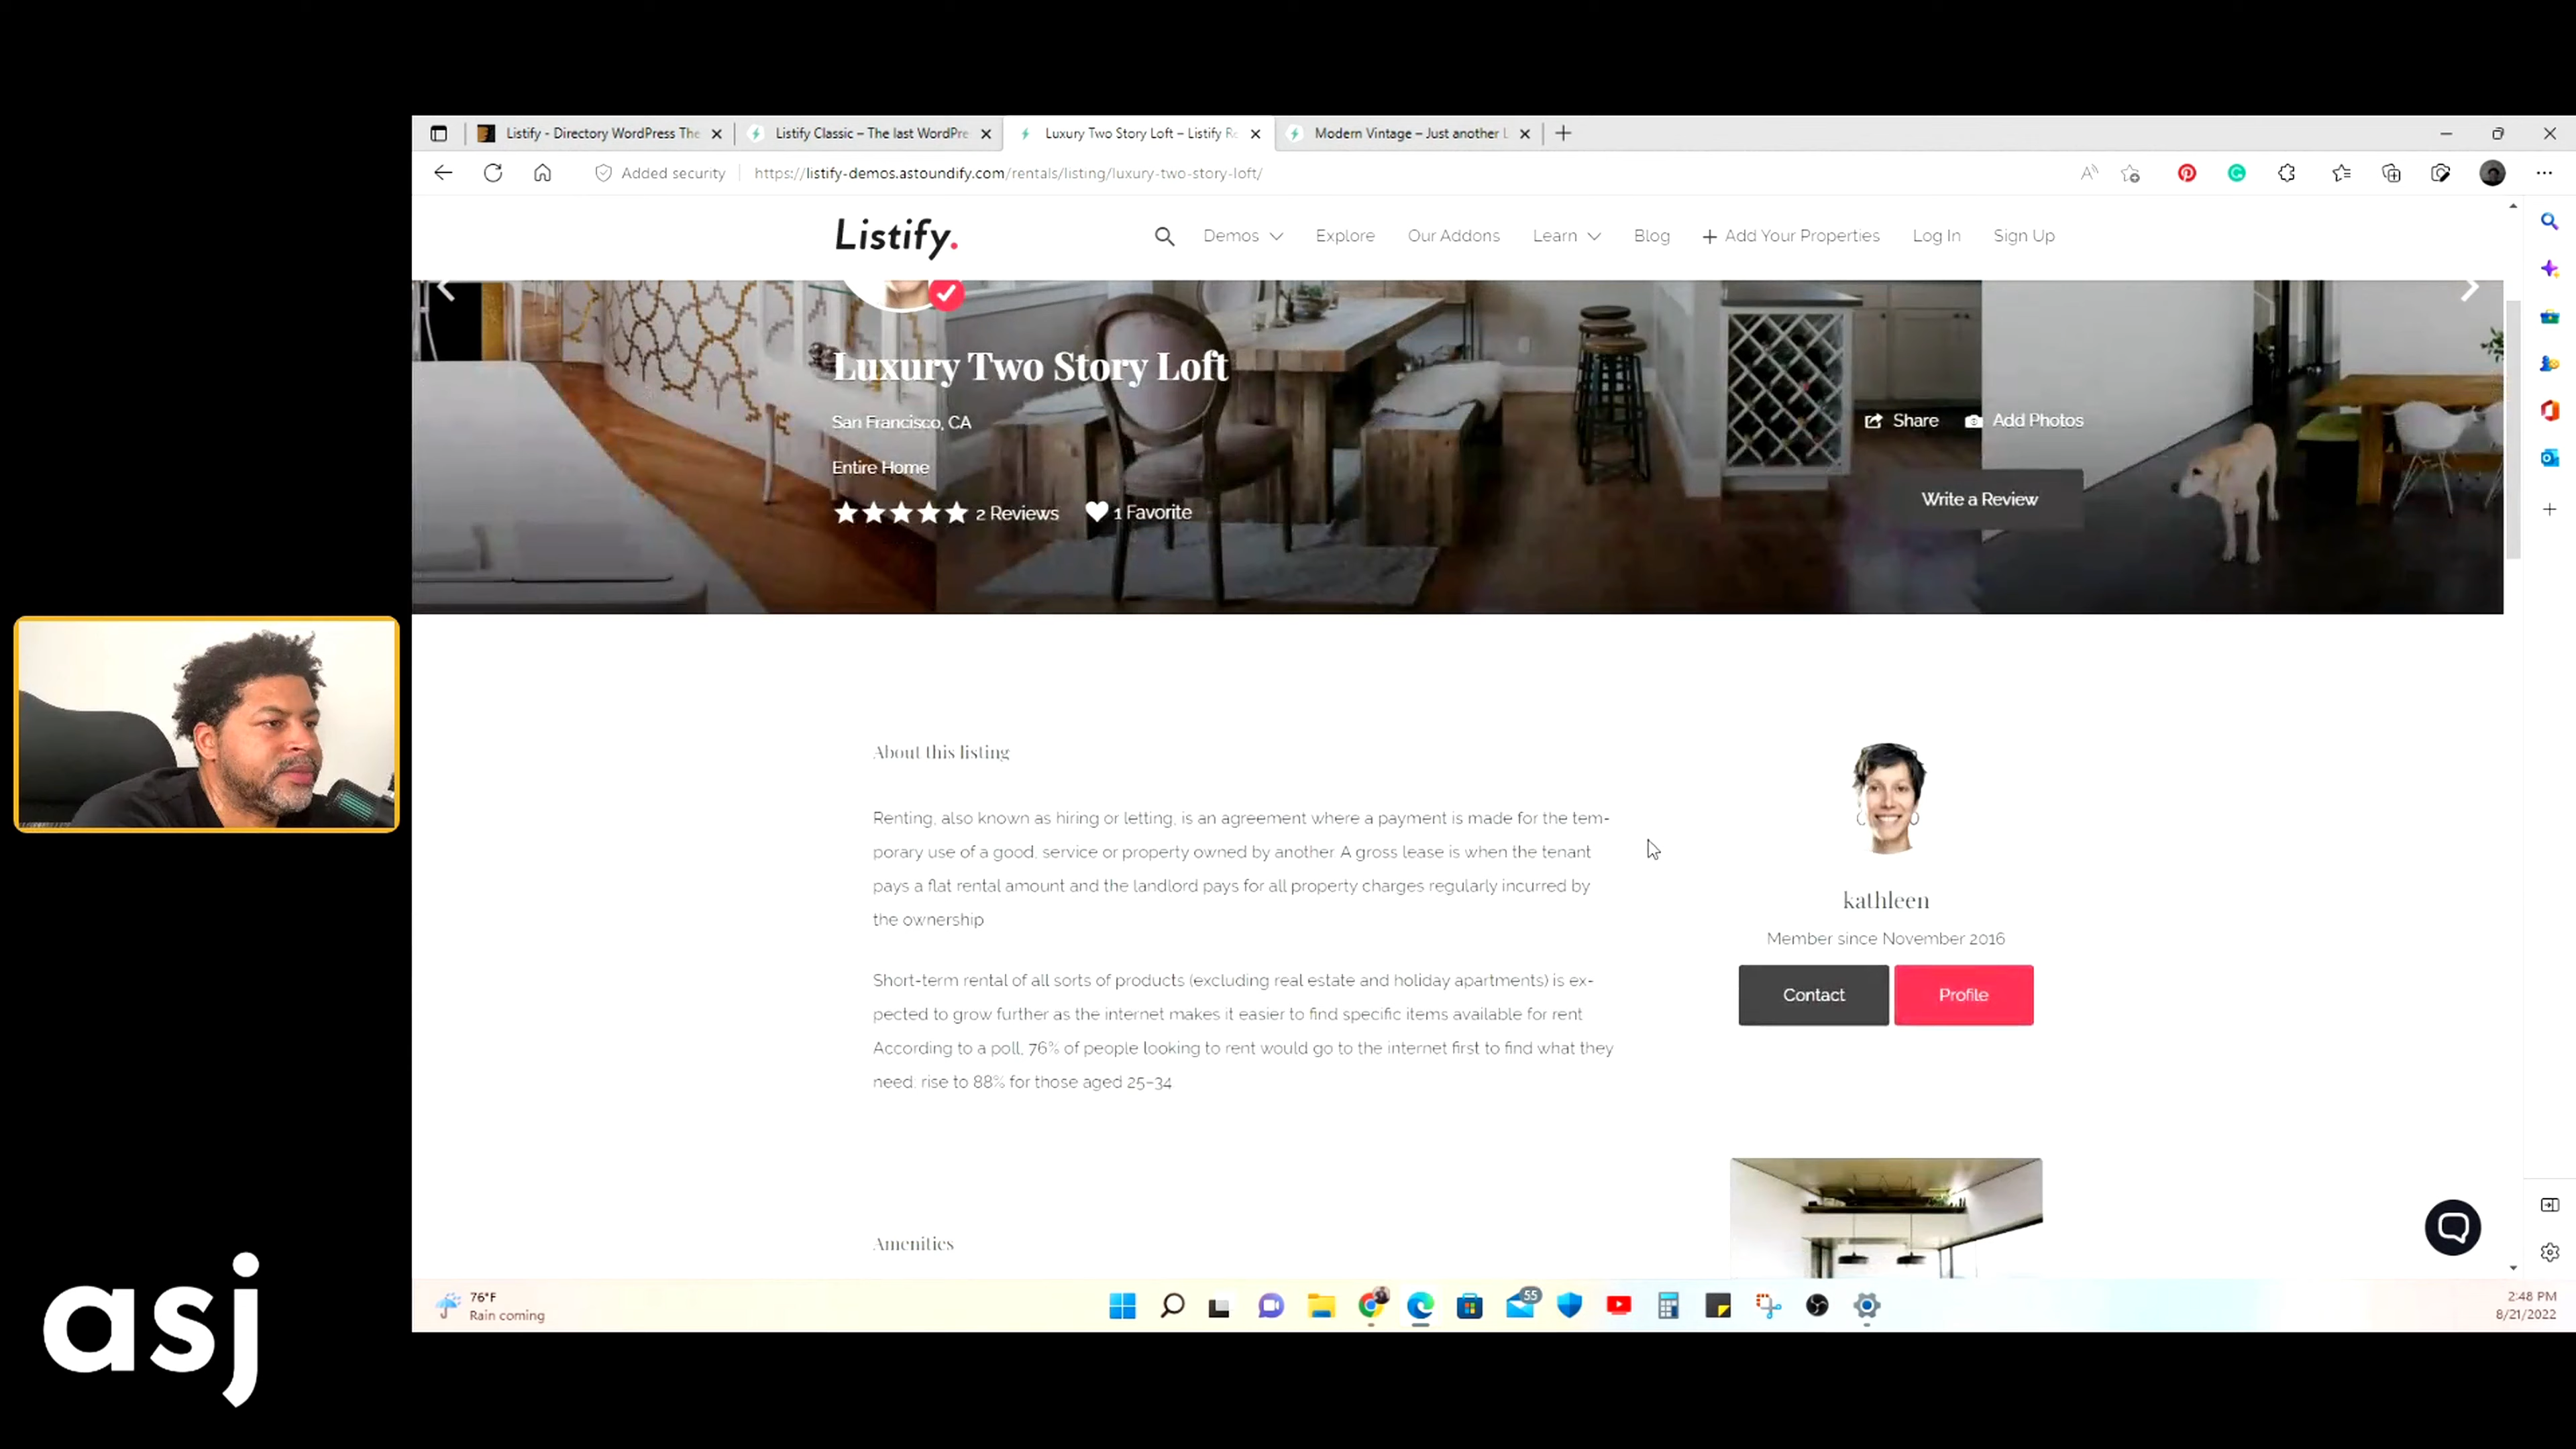 Listify - Directory WordPress The
Listify Classic – The last WordPre
Luxury Two Story Loft – Listify Re
Modern Vintage – Just another L
Added security
https://listify-demos.astoundify.com/rentals/listing/luxury-two-story-loft/
Listify.
Demos
Explore
Our Addons
Learn
Blog
+ Add Your Properties
Log In
Sign Up
Luxury Two Story Loft
San Francisco, CA
Share
Add Photos
Entire Home
Write a Review
2 Reviews
1 Favorite
About this listing
Renting, also known as hiring or letting, is an agreement where a payment is made for the tem-
porary use of a good, service or property owned by another. A gross lease is when the tenant
pays a flat rental amount and the landlord pays for all property charges regularly incurred by
the ownership
Short-term rental of all sorts of products (excluding real estate and holiday apartments) is ex-
pected to grow further as the internet makes it easier to find specific items available for rent
According to a poll, 76% of people looking to rent would go to the internet first to find what they
need; rise to 88% for those aged 25–34
kathleen
Member since November 2016
Contact
Profile
Amenities
76°F
Rain coming
55
2:48 PM
8/21/2022
asj